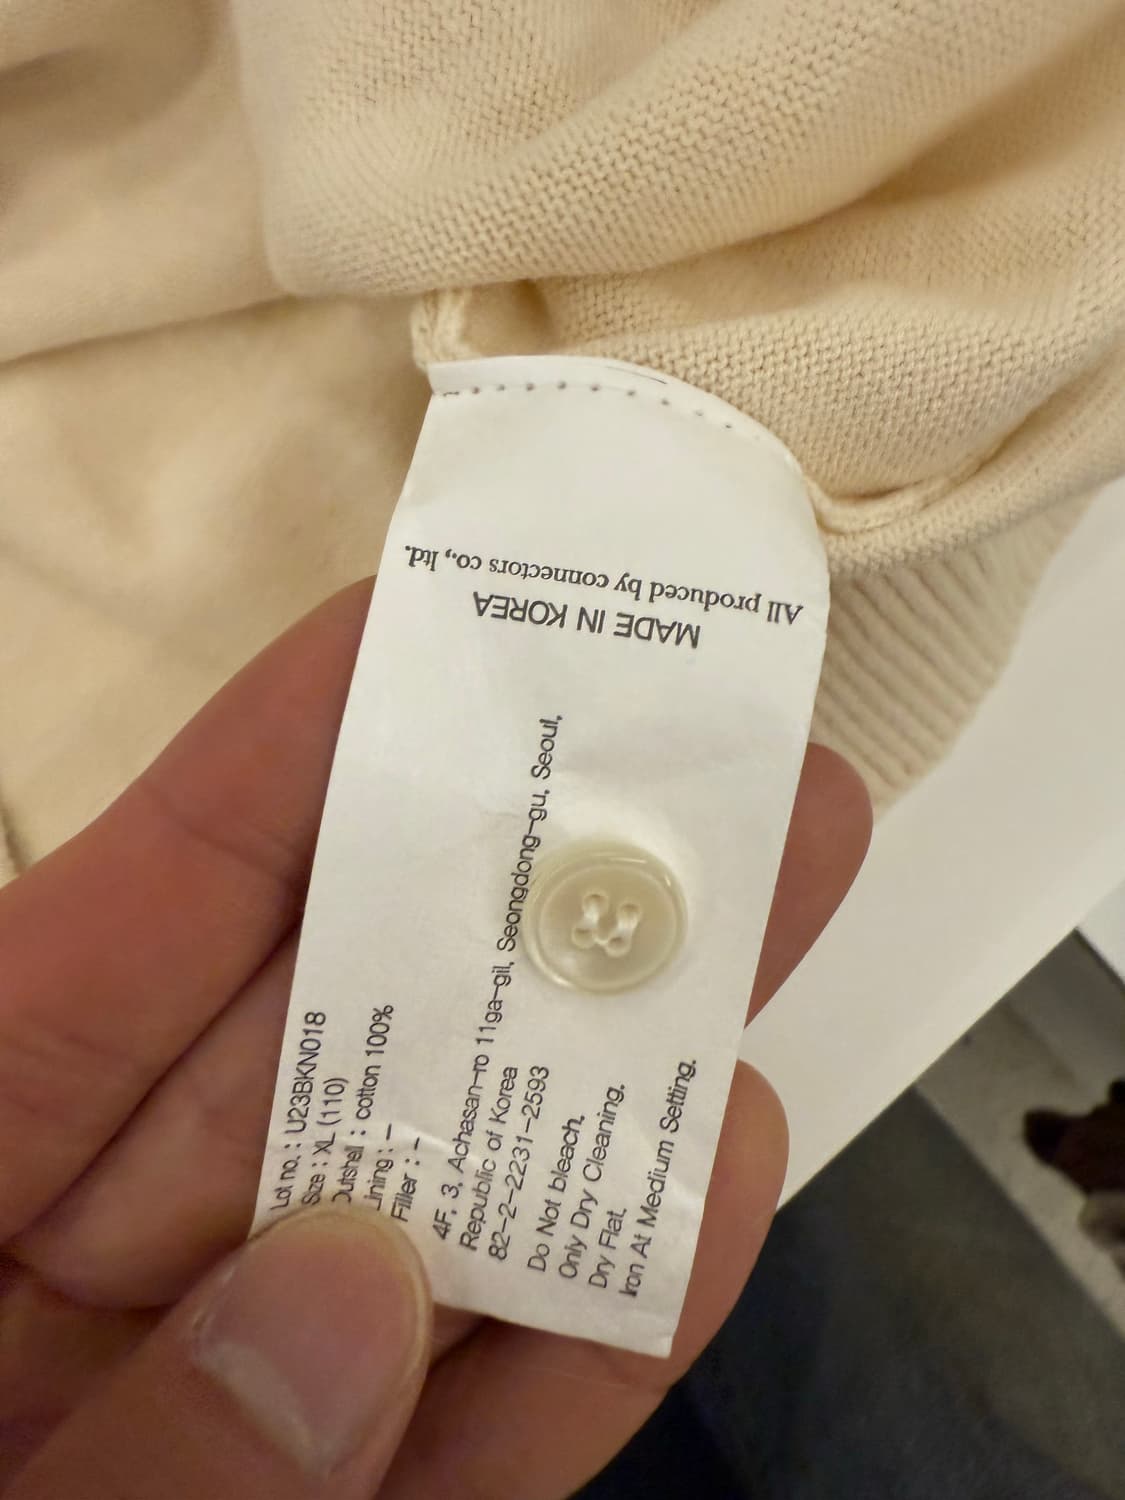 All produced by connectors co., ltd.
MADE IN KOREA
Lot no. : U23BKN018
Size : XL (110)
Outshell : cotton 100%
Lining : -
Filler : -
4F, 3, Achasan-ro 11ga-gil, Seongdong-gu, Seoul,
Republic of Korea
82-2-2231-2593
Do Not bleach.
Only Dry Cleaning.
Dry Flat.
Iron At Medium Setting.